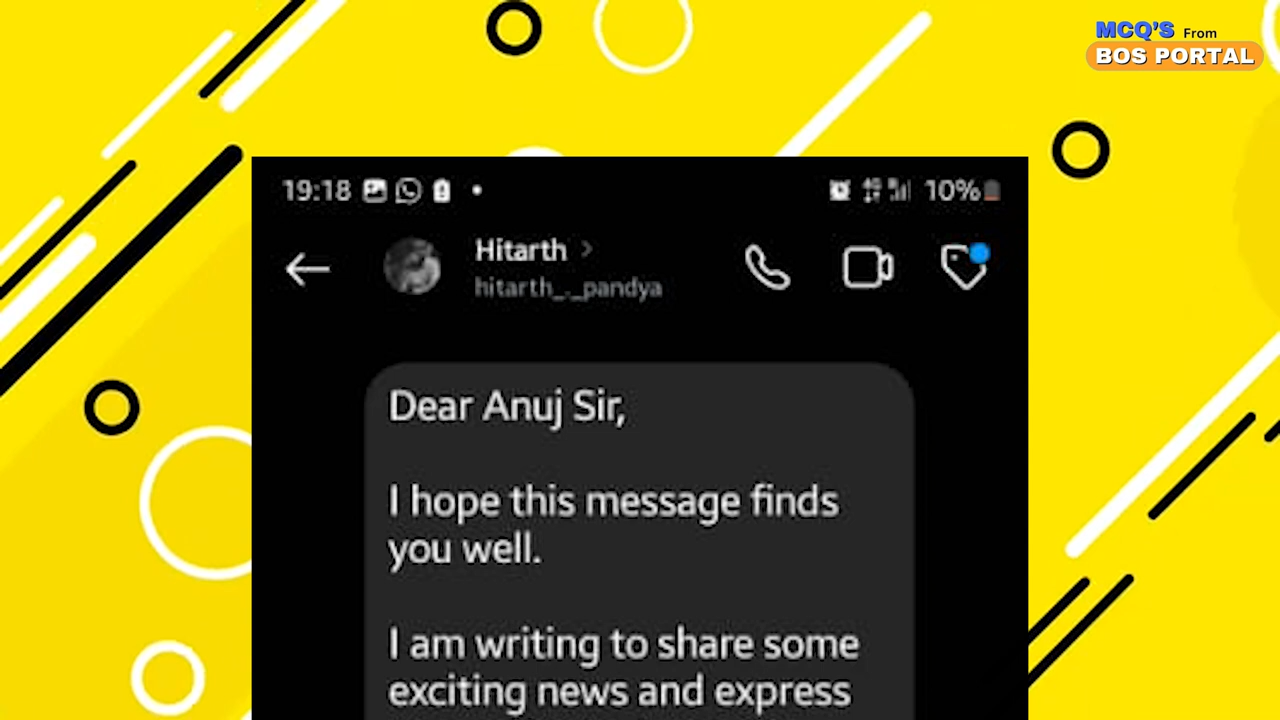 MCQ'S From
BOS PORTAL
19:18
10%
Hitarth
hitarth_._pandya
Dear Anuj Sir,
I hope this message finds
you well.
I am writing to share some
exciting news and express